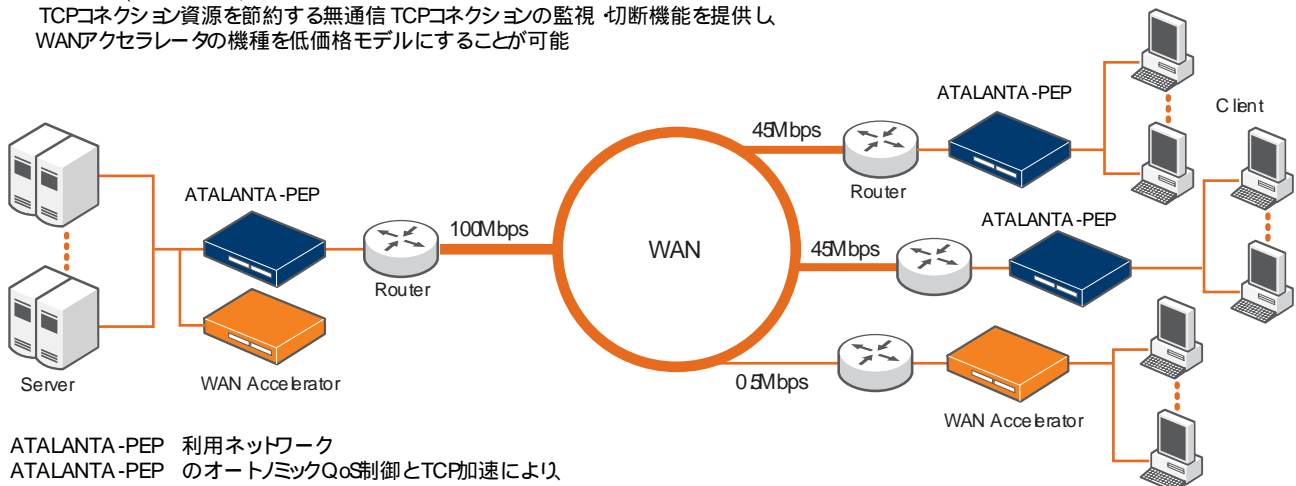 TCPコネクション資源を節約する無通信TCPコネクションの監視・切断機能を提供し、
WANアクセラレータの機種を低価格モデルにすることが可能
ATALANTA-PEP
Client
45Mbps
Router
ATALANTA-PEP
ATALANTA-PEP
100Mbps
WAN
45Mbps
Router
0.5Mbps
Server
WAN Accelerator
WAN Accelerator
ATALANTA-PEP 利用ネットワーク
ATALANTA-PEP のオートノミックQoS制御とTCP加速により、